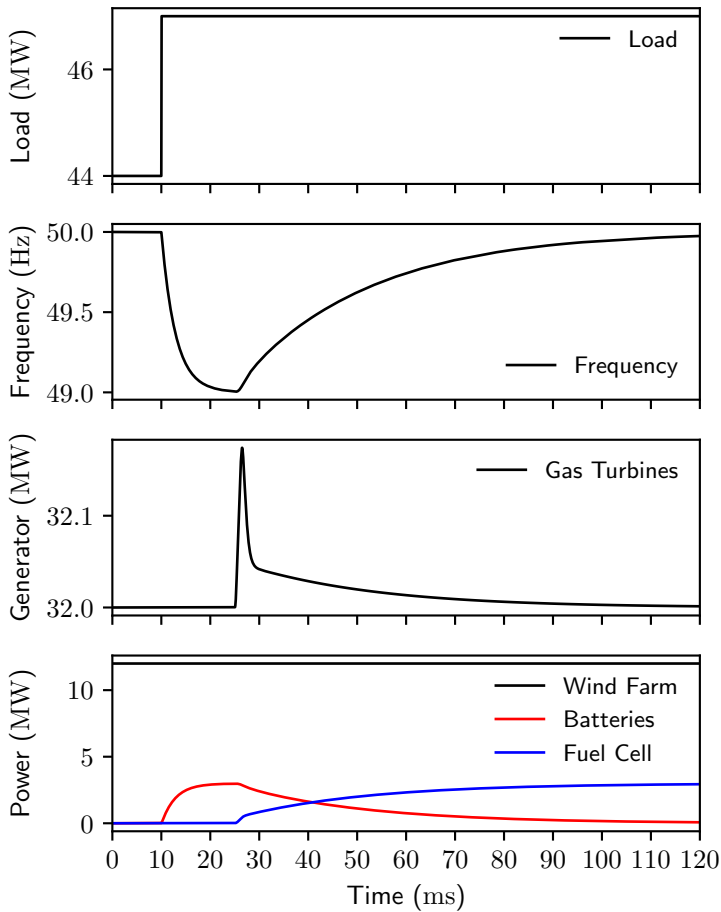 Load (MW)
46
44
Load
Frequency (Hz)
50.0
49.5
49.0
Frequency
Generator (MW)
32.1
32.0
Gas Turbines
Power (MW)
10
5
0
Wind Farm
Batteries
Fuel Cell
0 10 20 30 40 50 60 70 80 90 100 110 120
Time (ms)